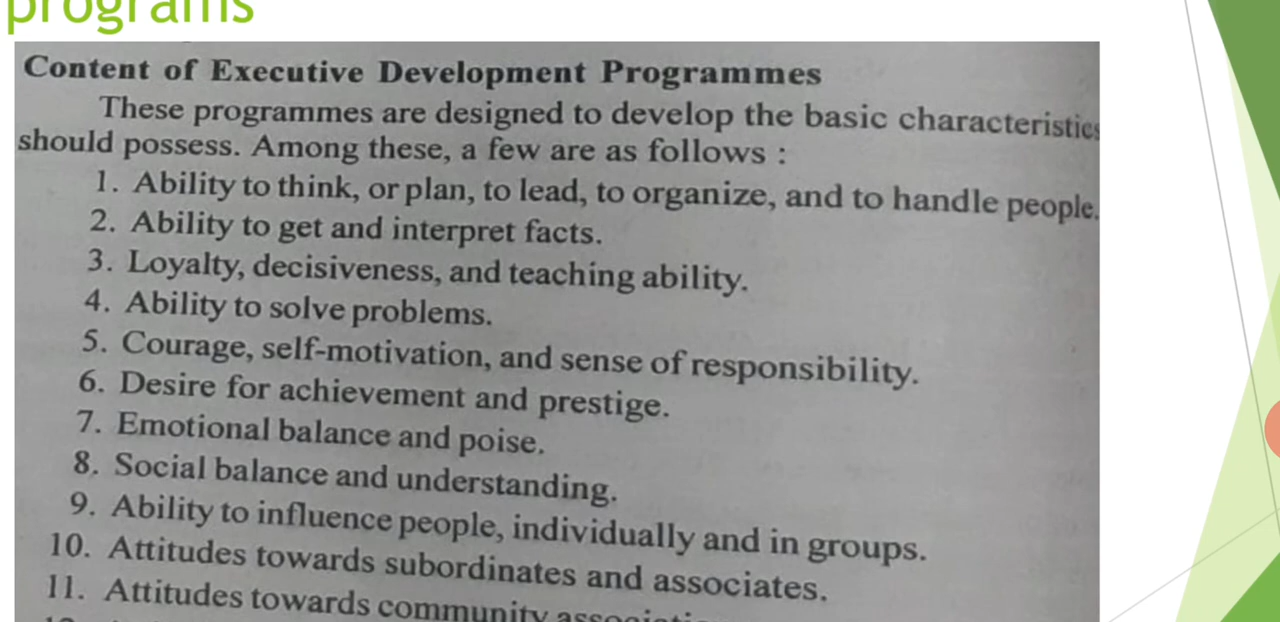 programs
Content of Executive Development Programmes
These programmes are designed to develop the basic characteristics
should possess. Among these, a few are as follows :
1. Ability to think, or plan, to lead, to organize, and to handle people.
2. Ability to get and interpret facts.
3. Loyalty, decisiveness, and teaching ability.
4. Ability to solve problems.
5. Courage, self-motivation, and sense of responsibility.
6. Desire for achievement and prestige.
7. Emotional balance and poise.
8. Social balance and understanding.
9. Ability to influence people, individually and in groups.
10. Attitudes towards subordinates and associates.
11. Attitudes towards community